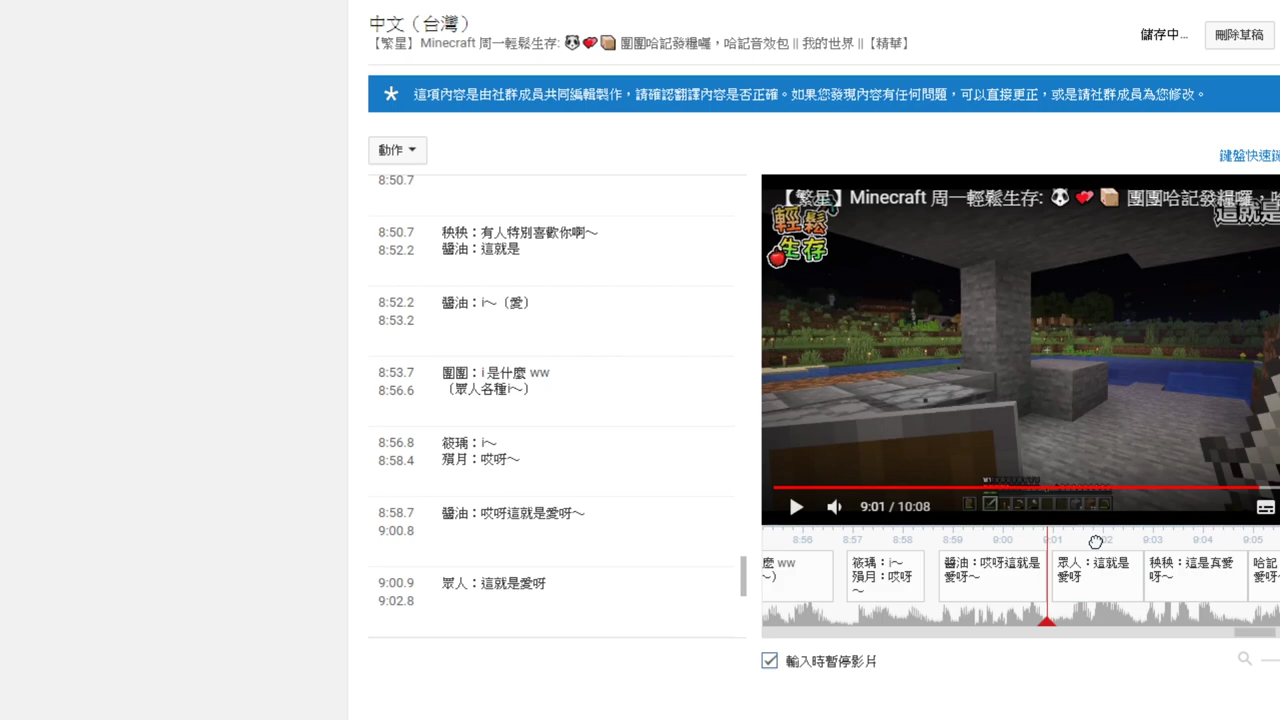 中文（台灣）
【繁星】Minecraft 周一輕鬆生存: 🐼❤️📦 團團哈記發糧囉，哈記音效包 || 我的世界 ||【精華】
儲存中...
刪除草稿
* 這項內容是由社群成員共同編輯製作，請確認翻譯內容是否正確。如果您發現內容有任何問題，可以直接更正，或是請社群成員為您修改。
動作
鍵盤快速鍵
8:50.7
8:50.7 秧秧：有人特別喜歡你啊～
8:52.2 醬油：這就是
8:52.2 醬油：i～（愛）
8:53.2
8:53.7 團團：i 是什麼 ww
8:56.6 （眾人各種i～）
8:56.8 筱瑀：i～
8:58.4 殞月：哎呀～
8:58.7 醬油：哎呀這就是愛呀～
9:00.8
9:00.9 眾人：這就是愛呀
9:02.8
【繁星】Minecraft 周一輕鬆生存: 🐼❤️📦 團團哈記發糧囉，哈
輕鬆
生存
這就是
9:01 / 10:08
8:56 8:57 8:58 8:59 9:00 9:01 9:03 9:04 9:05
麼 ww
～）
筱瑀：i～
殞月：哎呀
～
醬油：哎呀這就是
愛呀～
眾人：這就是
愛呀
秧秧：這是真愛
呀～
哈記
愛呀
輸入時暫停影片